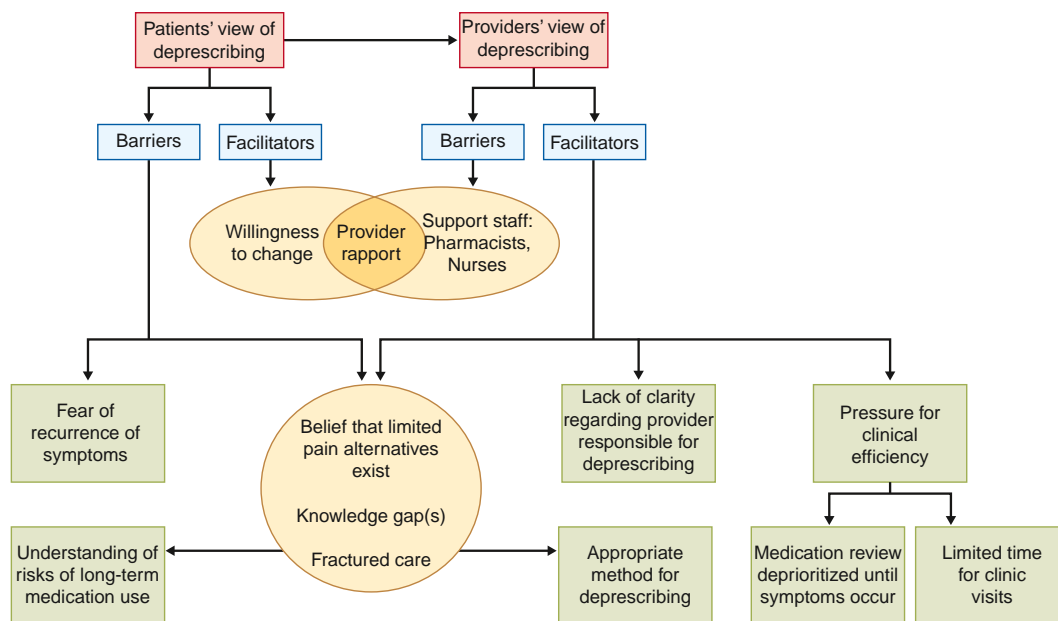 Patients’ view of
deprescribing
Providers’ view of
deprescribing
Barriers
Facilitators
Barriers
Facilitators
Willingness
to change
Provider
rapport
Support staff:
Pharmacists,
Nurses
Fear of
recurrence of
symptoms
Belief that limited
pain alternatives
exist
Knowledge gap(s)
Fractured care
Lack of clarity
regarding provider
responsible for
deprescribing
Pressure for
clinical
efficiency
Understanding of
risks of long-term
medication use
Appropriate
method for
deprescribing
Medication review
deprioritized until
symptoms occur
Limited time
for clinic
visits